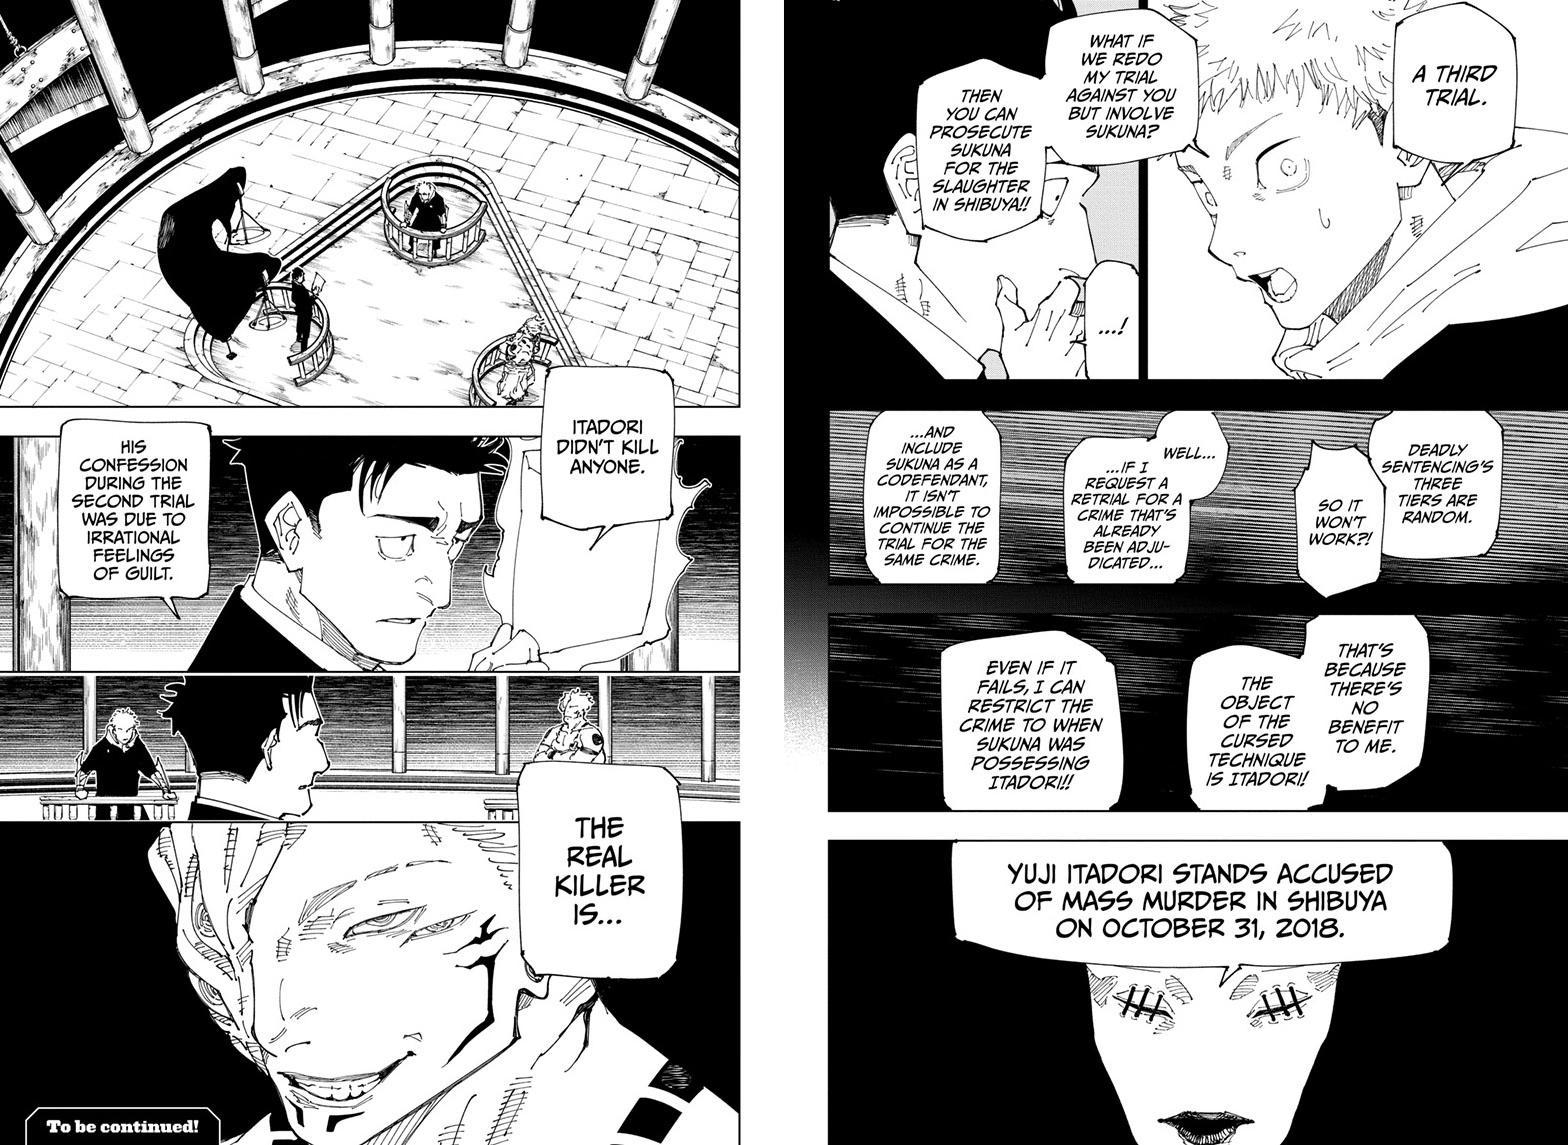 A THIRD
TRIAL.
WHAT IF
WE REDO
MY TRIAL
AGAINST YOU
BUT INVOLVE
SUKUNA?
THEN
YOU CAN
PROSECUTE
SUKUNA
FOR THE
SLAUGHTER
IN SHIBUYA!!
....!
DEADLY
SENTENCING'S
THREE
TIERS ARE
RANDOM.
SO IT
WON'T
WORK?!
WELL...
...IF I
REQUEST A
RETRIAL FOR A
CRIME THAT'S
ALREADY
BEEN ADJU-
DICATED...
...AND
INCLUDE
SUKUNA AS A
CODEFENDANT,
IT ISN'T
IMPOSSIBLE TO
CONTINUE THE
TRIAL FOR THE
SAME CRIME.
THAT'S
BECAUSE
THERE'S
NO
BENEFIT
TO ME.
THE
OBJECT
OF THE
CURSED
TECHNIQUE
IS ITADORI!
EVEN IF IT
FAILS, I CAN
RESTRICT THE
CRIME TO WHEN
SUKUNA WAS
POSSESSING
ITADORI!!
YUJI ITADORI STANDS ACCUSED
OF MASS MURDER IN SHIBUYA
ON OCTOBER 31, 2018.
ITADORI
DIDN'T KILL
ANYONE.
HIS
CONFESSION
DURING THE
SECOND TRIAL
WAS DUE TO
IRRATIONAL
FEELINGS
OF GUILT.
THE
REAL
KILLER
IS...
To be continued!